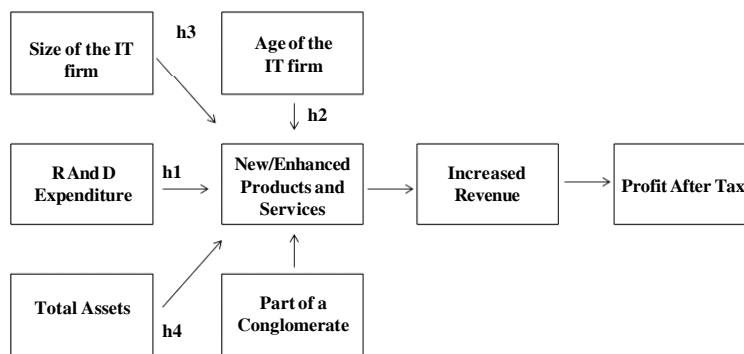 h3
Size of the IT
firm
Age of the
IT firm
h2
R And D
Expenditure
h1
New/Enhanced
Products and
Services
Increased
Revenue
Profit After Tax
Total Assets
h4
Part of a
Conglomerate